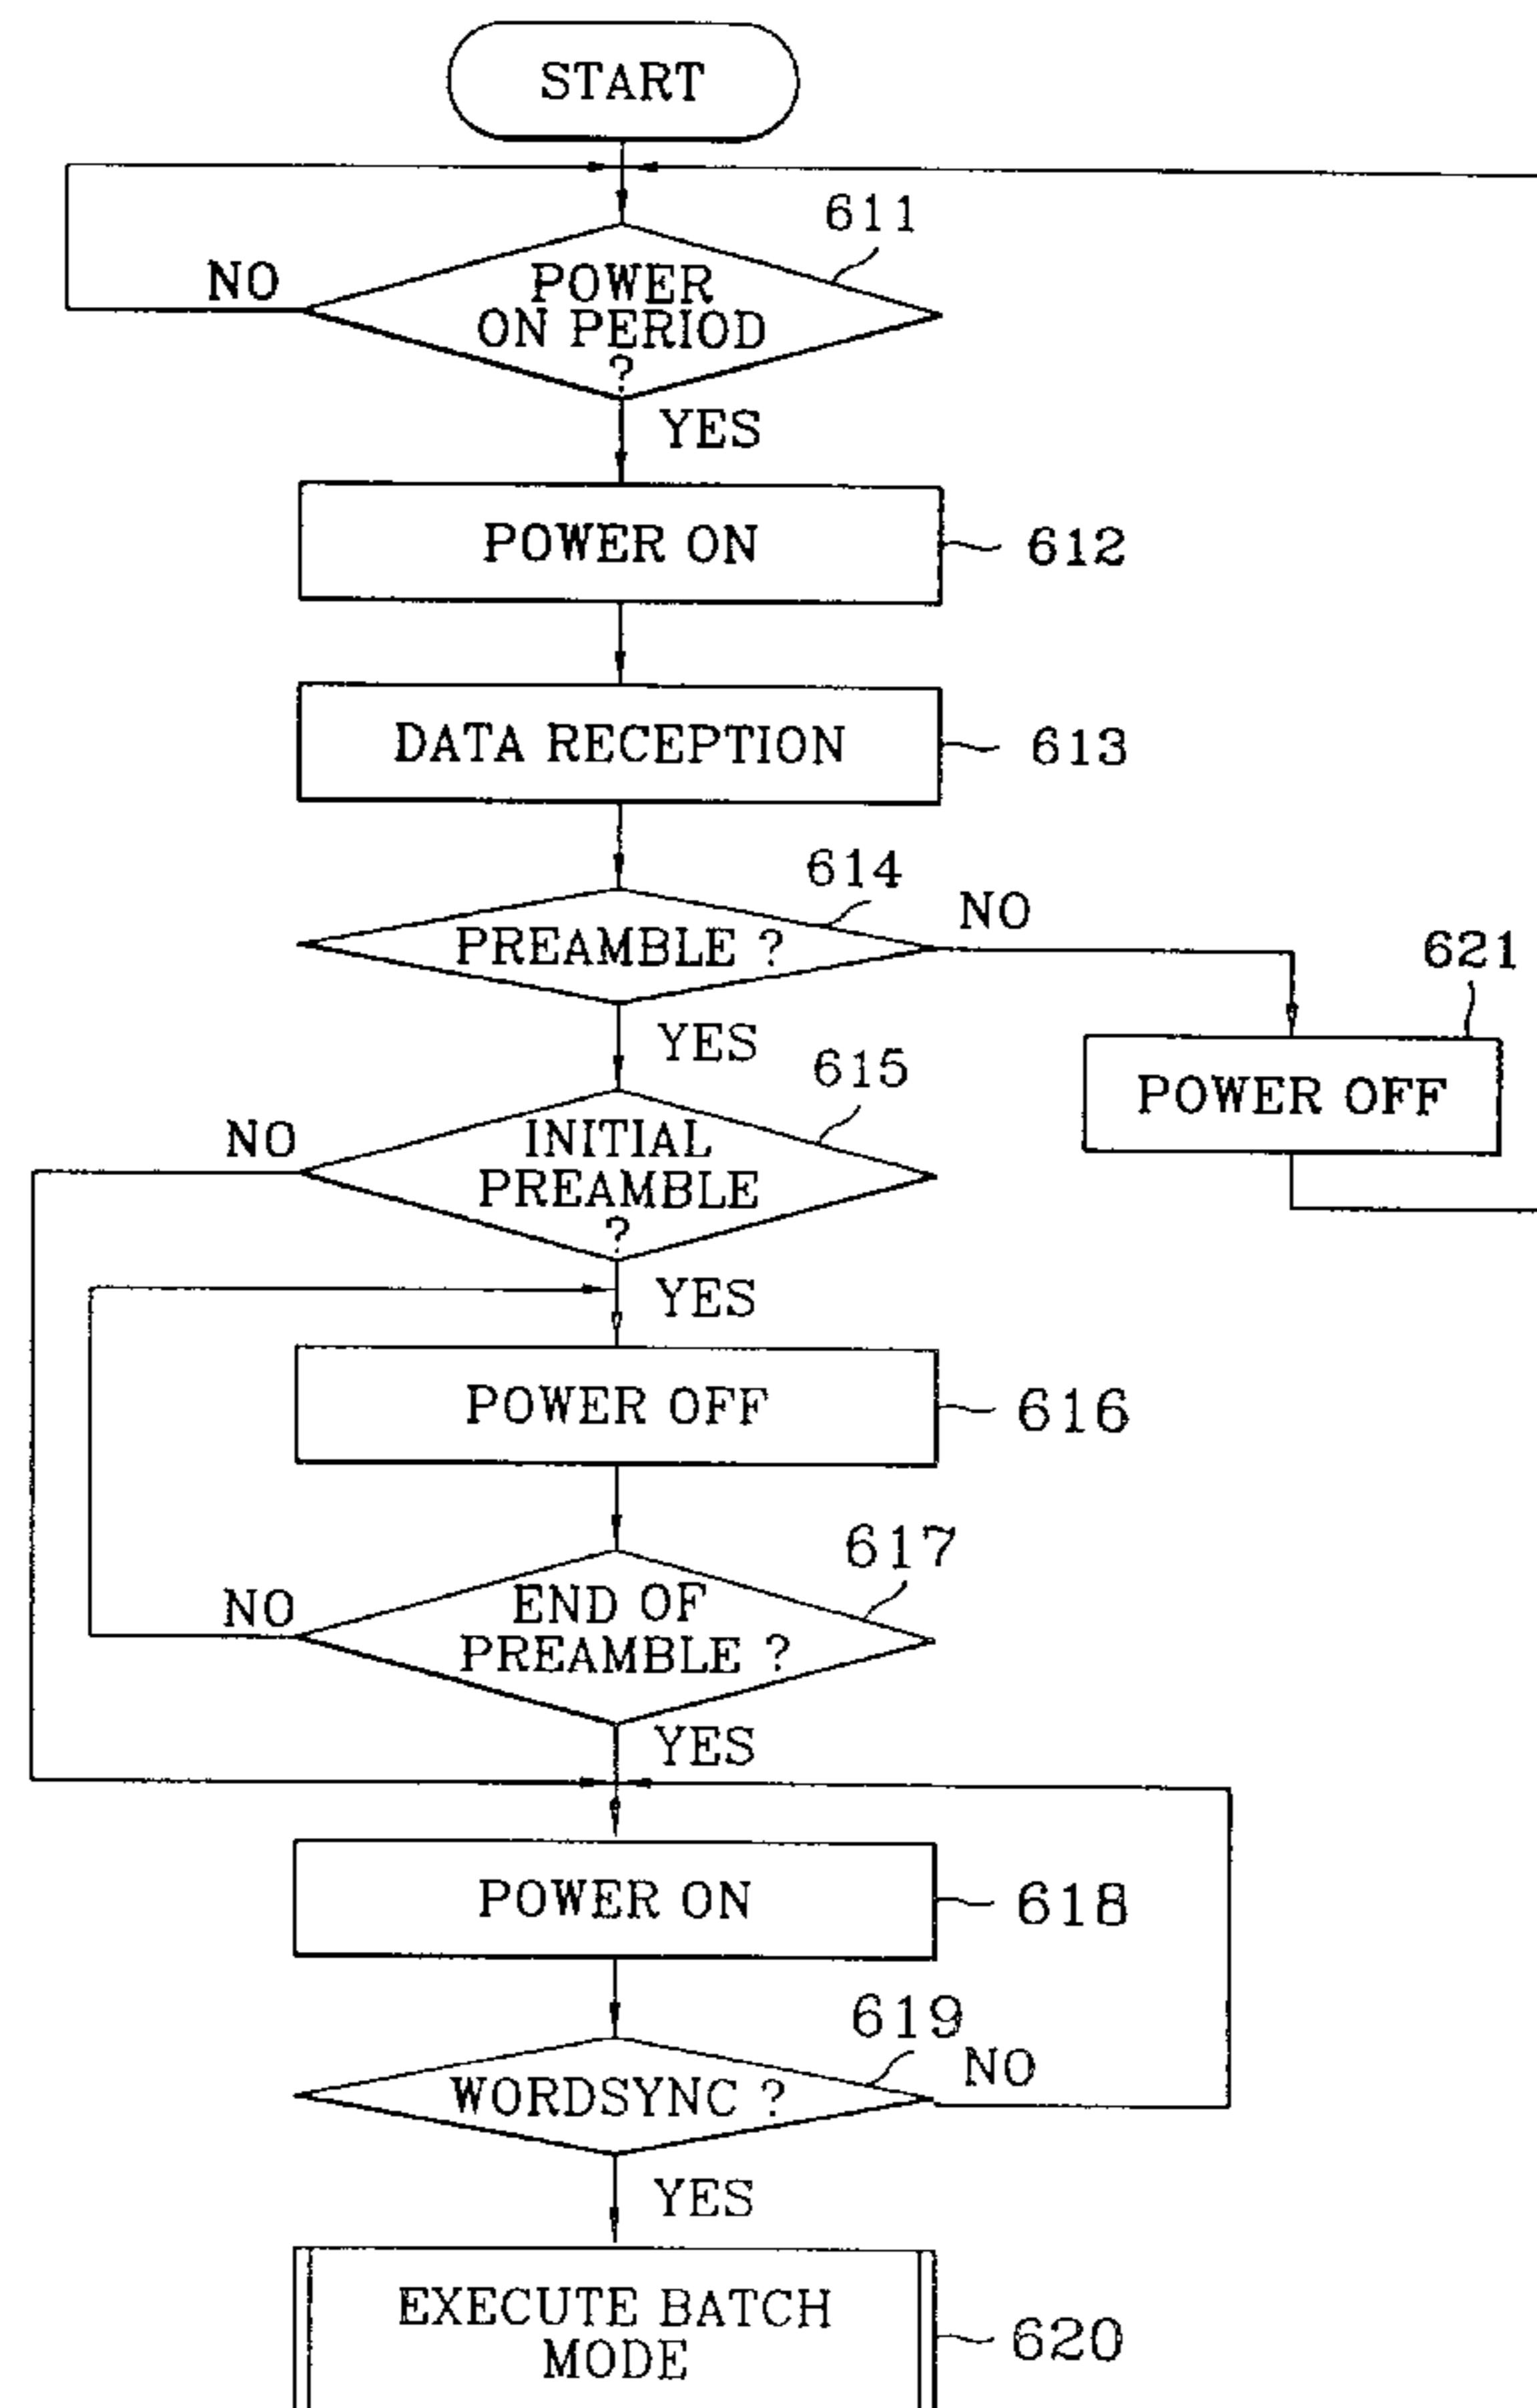 START
611
NO
POWER
ON PERIOD
?
YES
POWER ON
612
DATA RECEPTION
613
614
NO
PREAMBLE ?
621
YES
615
POWER OFF
NO
INITIAL
PREAMBLE
?
YES
POWER OFF
616
617
NO
END OF
PREAMBLE ?
YES
POWER ON
618
619
NO
WORDSYNC ?
YES
EXECUTE BATCH
MODE
620